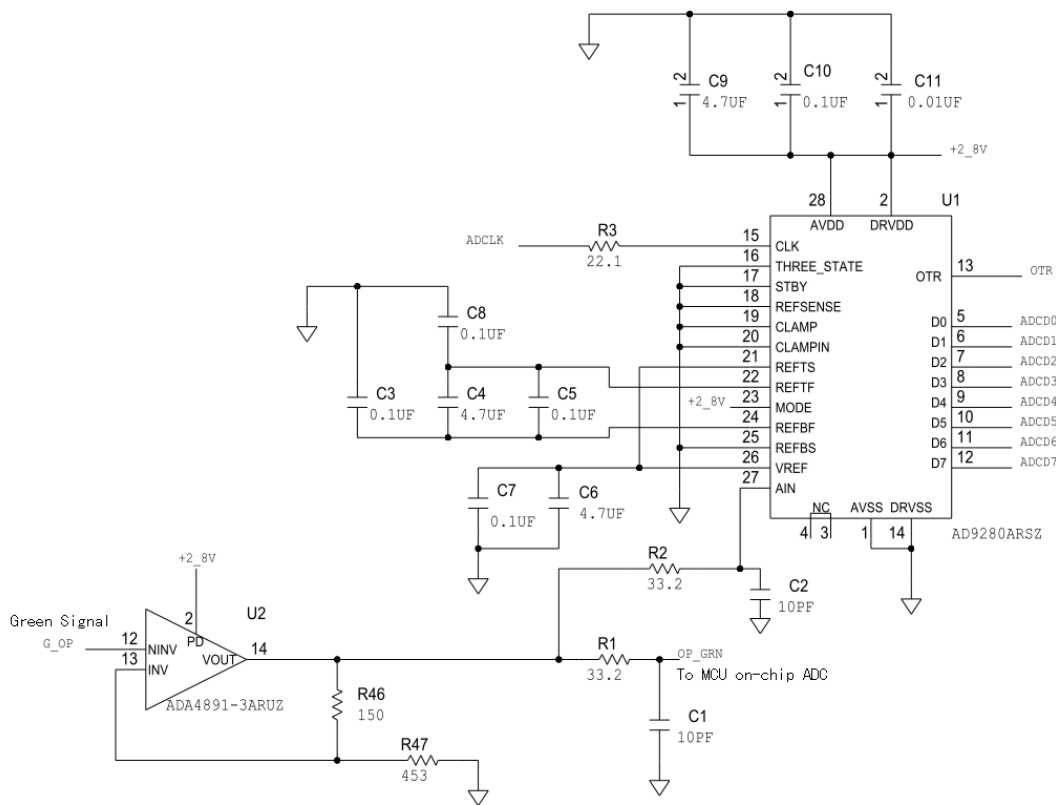 2 C9
1 4.7UF
2 C10
1 0.1UF
2 C11
1 0.01UF
+2_8V
28 2 U1
AVDD DRVDD
ADCLK R3 15 CLK
22.1
16 THREE_STATE
17 STBY
OTR 13 OTR
18 REFSENSE
C8
0.1UF
19 CLAMP D0 5 ADCD0
20 CLAMPIN D1 6 ADCD1
21 REFTS D2 7 ADCD2
22 REFTF D3 8 ADCD3
C3
0.1UF
C4
4.7UF
C5
0.1UF
+2_8V 23 MODE D4 9 ADCD4
24 REFBF D5 10 ADCD5
25 REFBS D6 11 ADCD6
26 VREF D7 12 ADCD7
27 AIN
C7
0.1UF
C6
4.7UF
NC AVSS DRVSS
4 3 1 14 AD9280ARSZ
R2
33.2
C2
10PF
+2_8V
2 U2
Green Signal
G_OP 12 NINV PD
13 INV VOUT 14
ADA4891-3ARUZ
R1
33.2
OP_GRN
To MCU on-chip ADC
R46
150
C1
10PF
R47
453